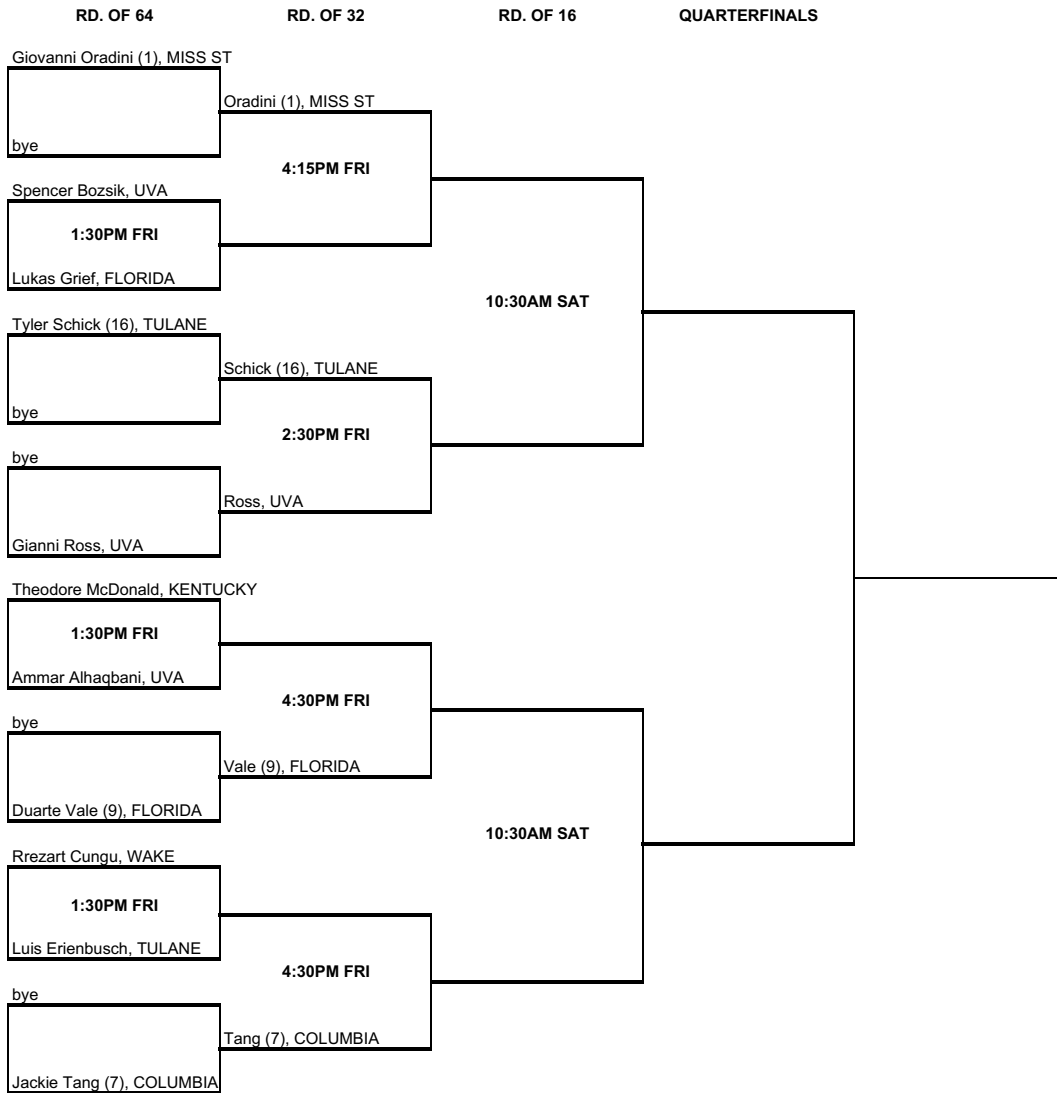 RD. OF 64 RD. OF 32 RD. OF 16 QUARTERFINALS
Giovanni Oradini (1), MISS ST
Oradini (1), MISS ST
bye
4:15PM FRI
Spencer Bozsik, UVA
1:30PM FRI
Lukas Grief, FLORIDA
10:30AM SAT
Tyler Schick (16), TULANE
Schick (16), TULANE
bye
2:30PM FRI
bye
Ross, UVA
Gianni Ross, UVA
Theodore McDonald, KENTUCKY
1:30PM FRI
Ammar Alhaqbani, UVA
4:30PM FRI
bye
Vale (9), FLORIDA
Duarte Vale (9), FLORIDA
10:30AM SAT
Rrezart Cungu, WAKE
1:30PM FRI
Luis Erienbusch, TULANE
4:30PM FRI
bye
Tang (7), COLUMBIA
Jackie Tang (7), COLUMBIA